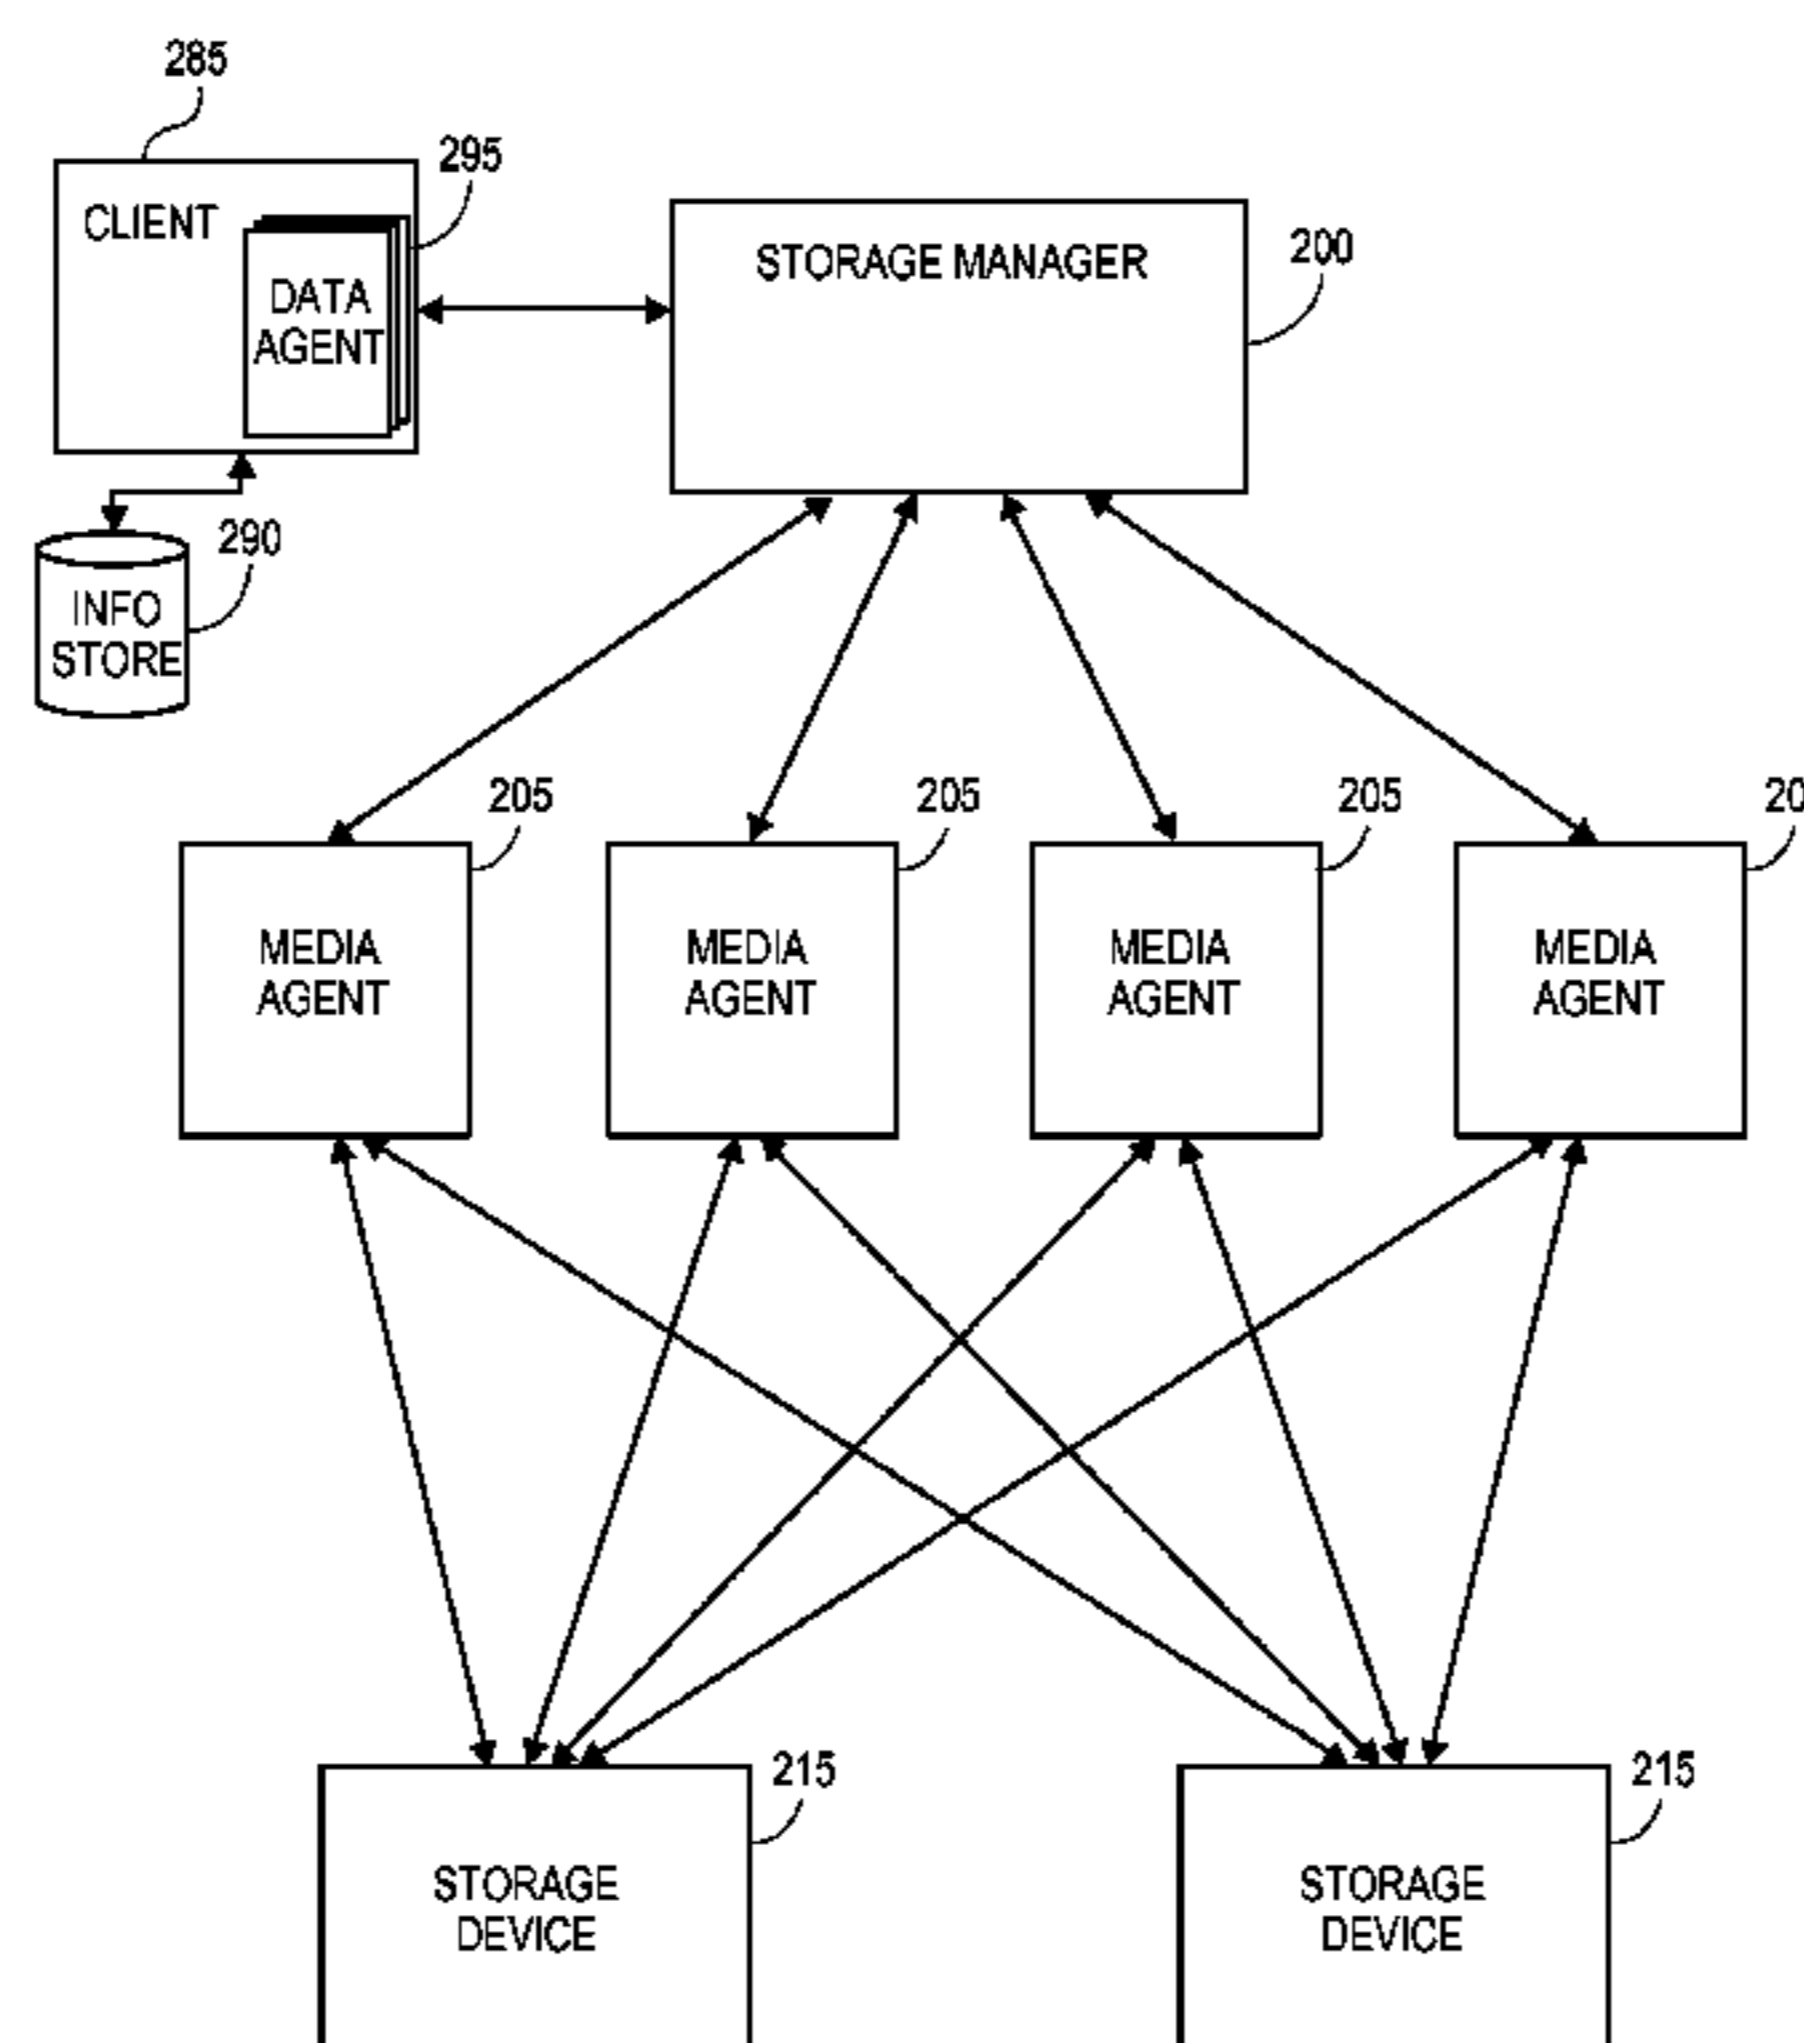 285
295
CLIENT
DATA
AGENT
STORAGE MANAGER
200
290
INFO
STORE
205
205
205
MEDIA
AGENT
MEDIA
AGENT
MEDIA
AGENT
MEDIA
AGENT
215
215
STORAGE
DEVICE
STORAGE
DEVICE